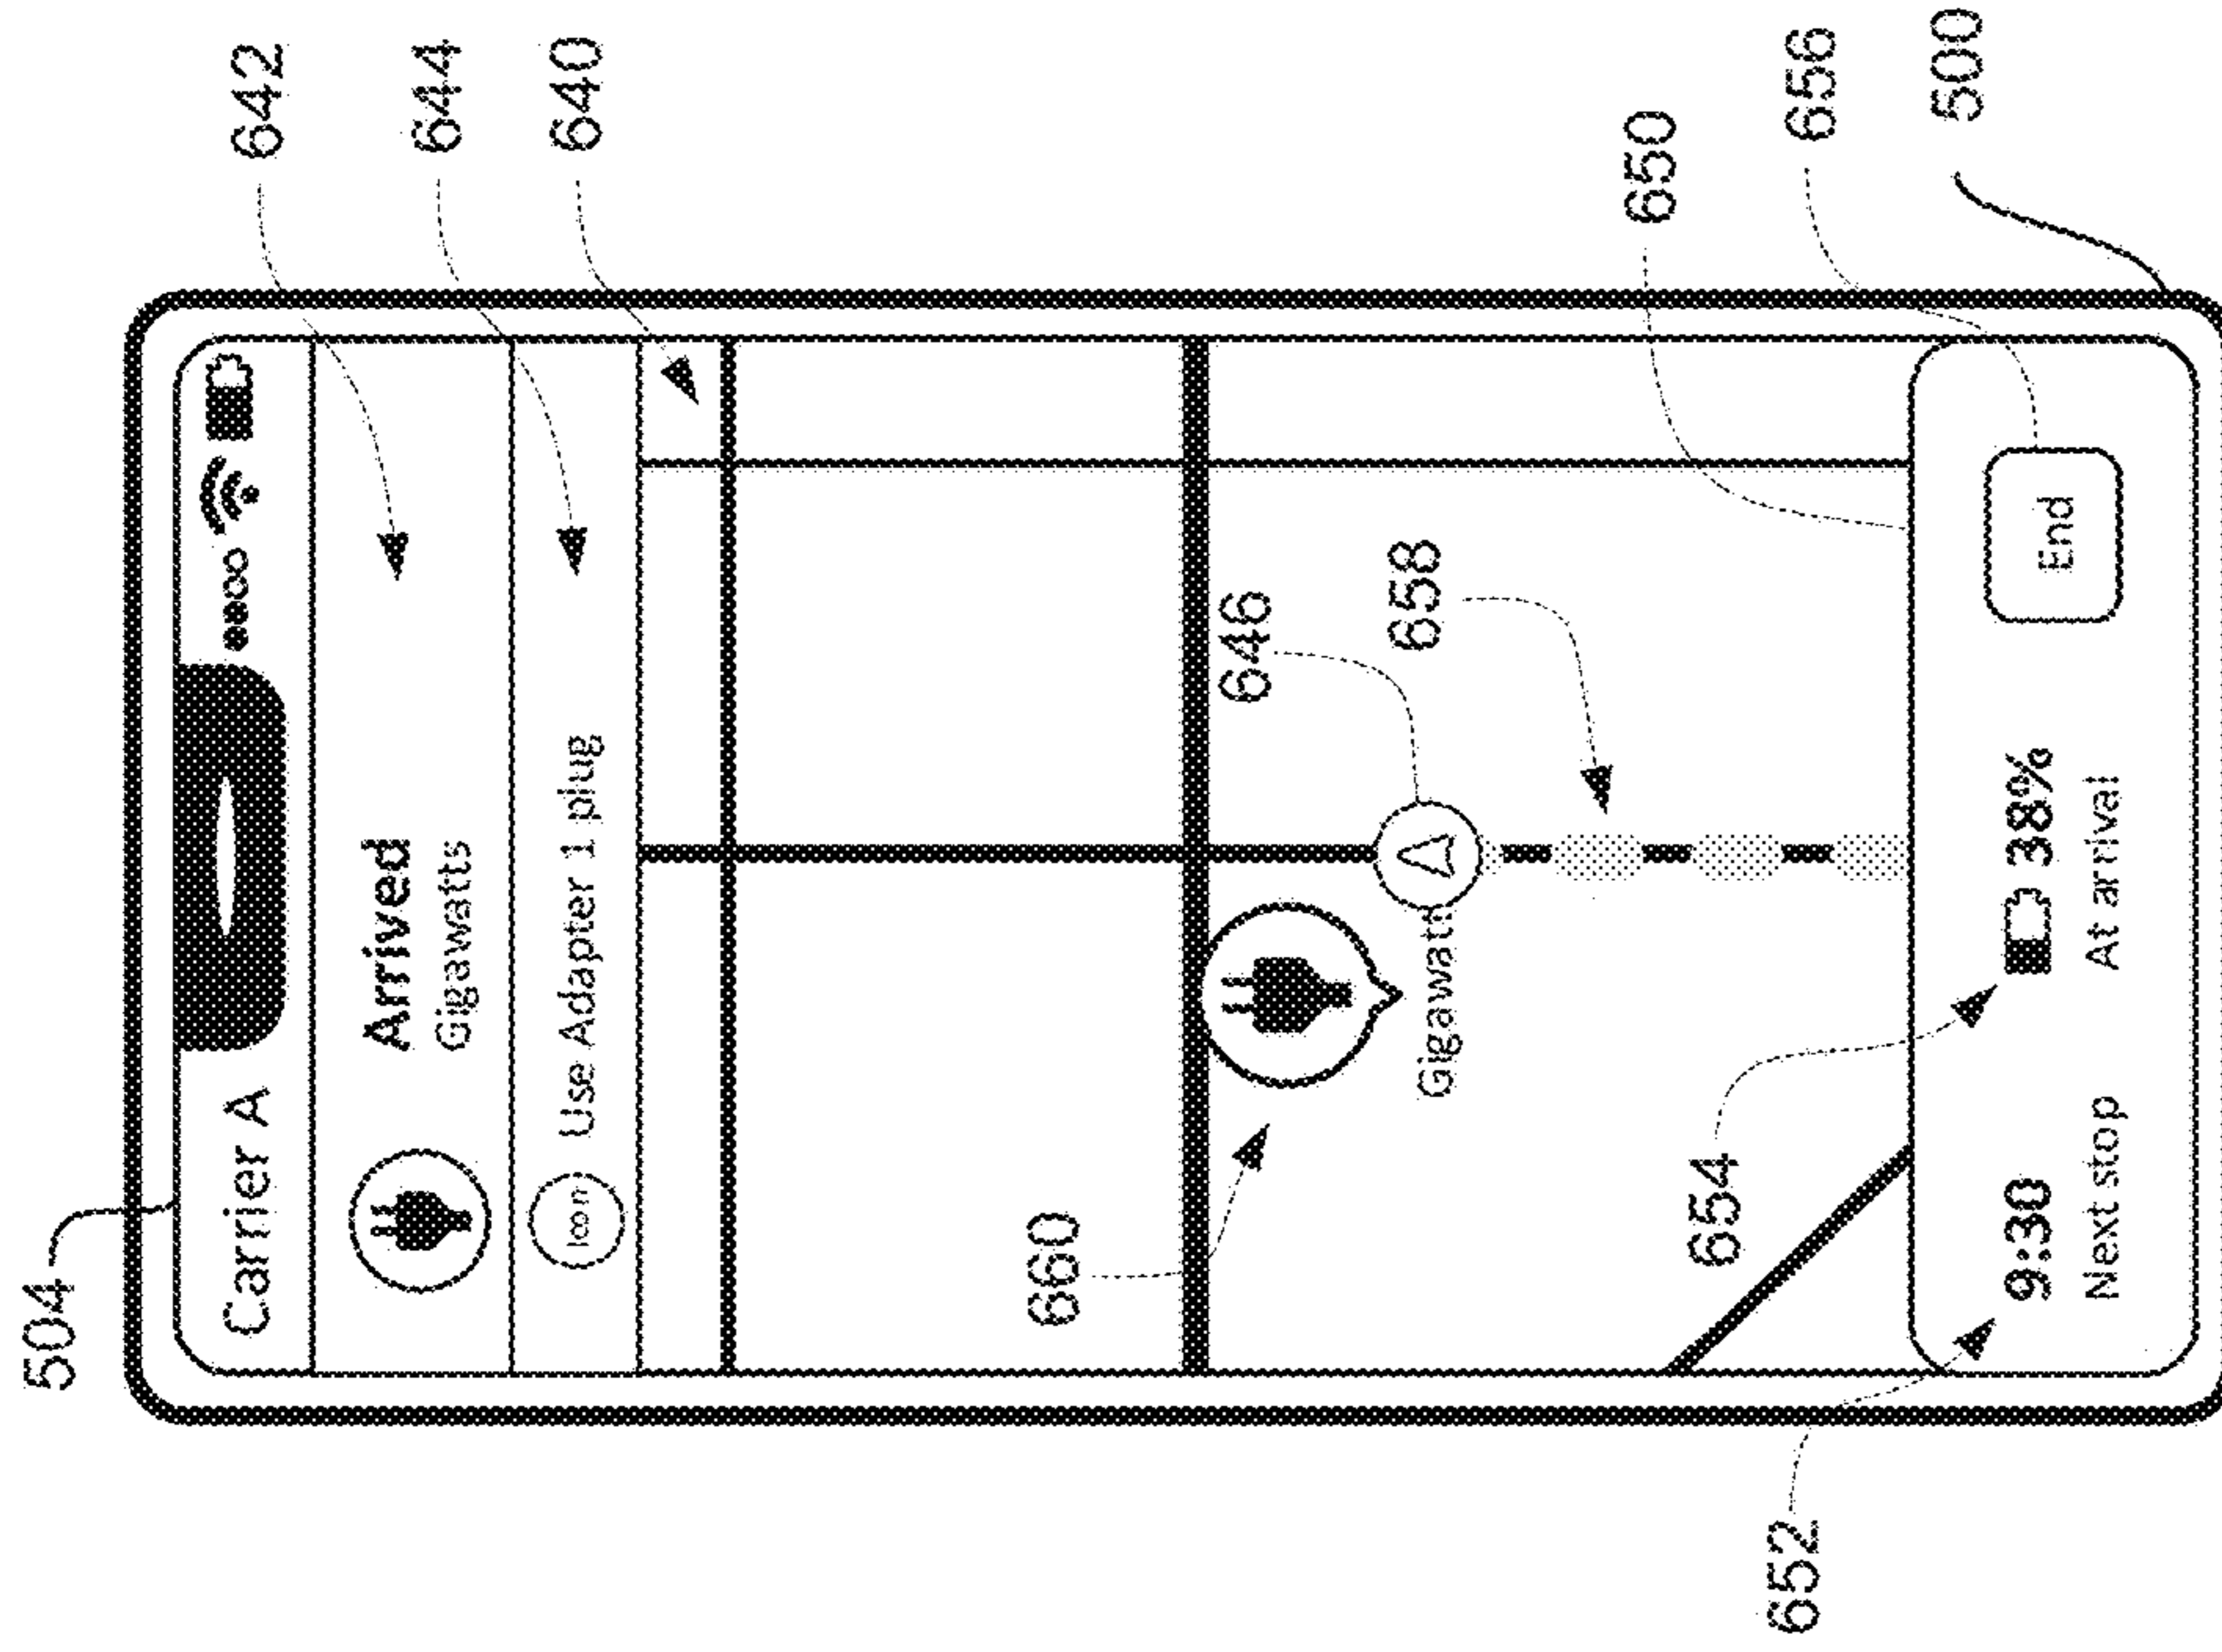 504
Carrier A
642
Arrived
Gigawatts
644
Icon
Use Adapter 1 plug
640
660
646
Gigawatt
658
654
650
652
9:30
38%
Next stop
At arrival
End
656
500